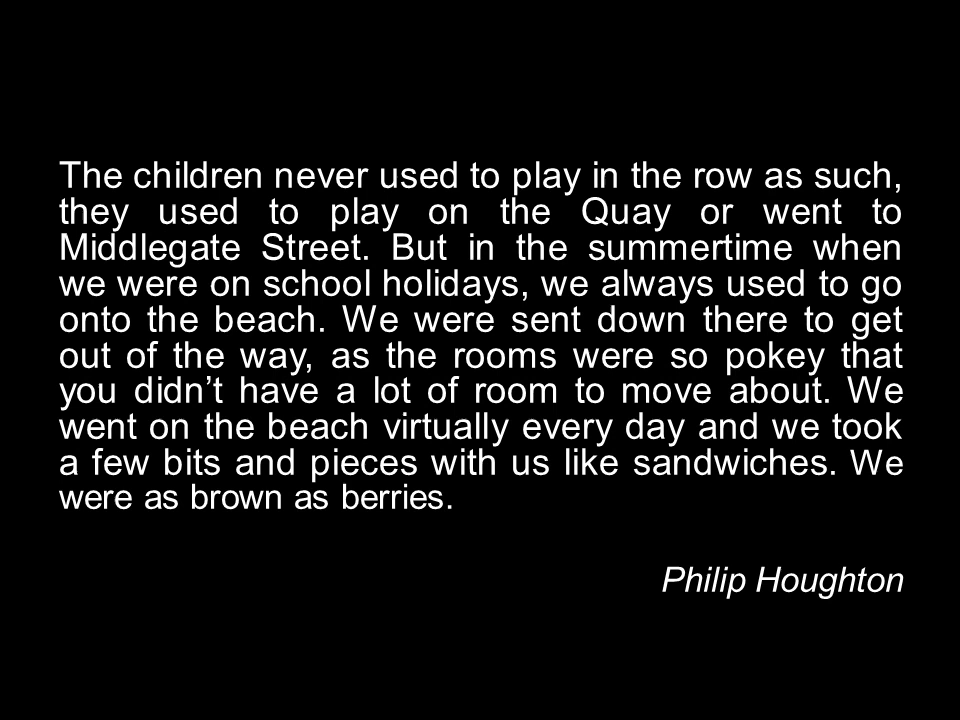 The children never used to play in the row as such,
they used to play on the Quay or went to
Middlegate Street. But in the summertime when
we were on school holidays, we always used to go
onto the beach. We were sent down there to get
out of the way, as the rooms were so pokey that
you didn’t have a lot of room to move about. We
went on the beach virtually every day and we took
a few bits and pieces with us like sandwiches. We
were as brown as berries.
Philip Houghton